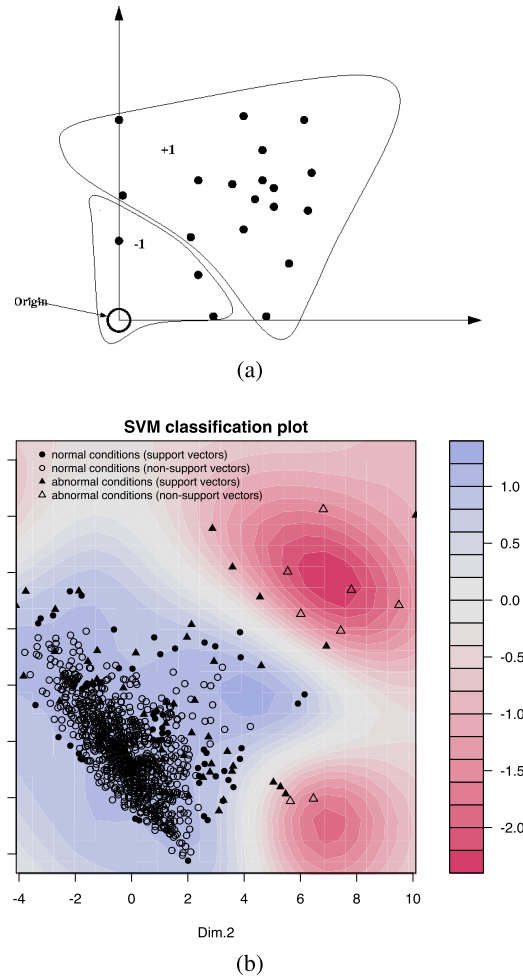 +1
-1
Origin
(a)
SVM classification plot
normal conditions (support vectors)
normal conditions (non-support vectors)
abnormal conditions (support vectors)
abnormal conditions (non-support vectors)
1.0
0.5
0.0
-0.5
-1.0
-1.5
-2.0
-4 -2 0 2 4 6 8 10
Dim.2
(b)